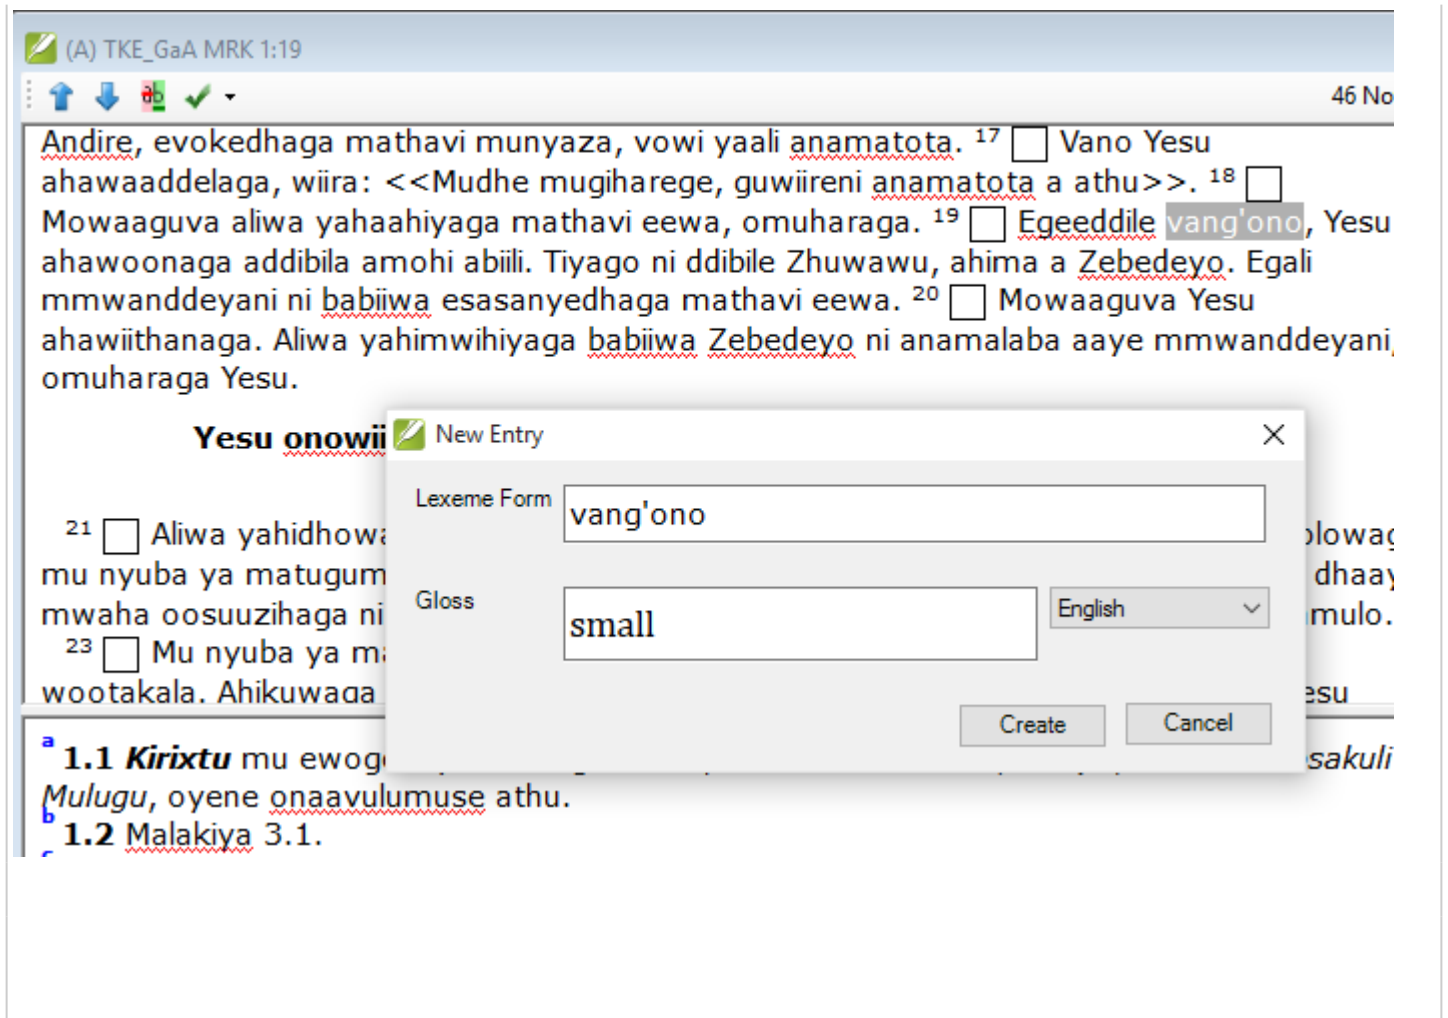 (A) TKE_GaA MRK 1:19
46 No
Andire, evokedhaga mathavi munyaza, vowi yaali anamatota. 17 Vano Yesu
ahawaaddelaga, wiira: <<Mudhe mugiharege, guwiireni anamatota a athu>>. 18
Mowaaguva aliwa yahaahiyaga mathavi eewa, omuharaga. 19 Egeeddile vang'ono, Yesu
ahawoonaga addibila amohi abiili. Tiyago ni ddibile Zhuwawu, ahima a Zebedeyo. Egali
mmwanddeyani ni babiiwa esasanyedhaga mathavi eewa. 20 Mowaaguva Yesu
ahawiithanaga. Aliwa yahimwihiyaga babiiwa Zebedeyo ni anamalaba aaye mmwanddeyani,
omuharaga Yesu.
Yesu onowii
New Entry
Lexeme Form vang'ono
Gloss small English
Create Cancel
21 Aliwa yahidhowa
mu nyuba ya matugum dhaay
mwaha oosuuzihaga ni mulo.
23 Mu nyuba ya ma
wootakala. Ahikuwaga esu
a 1.1 Kirixtu mu ewog sakuli
Mulugu, oyene onaavulumuse athu.
b 1.2 Malakiya 3.1.